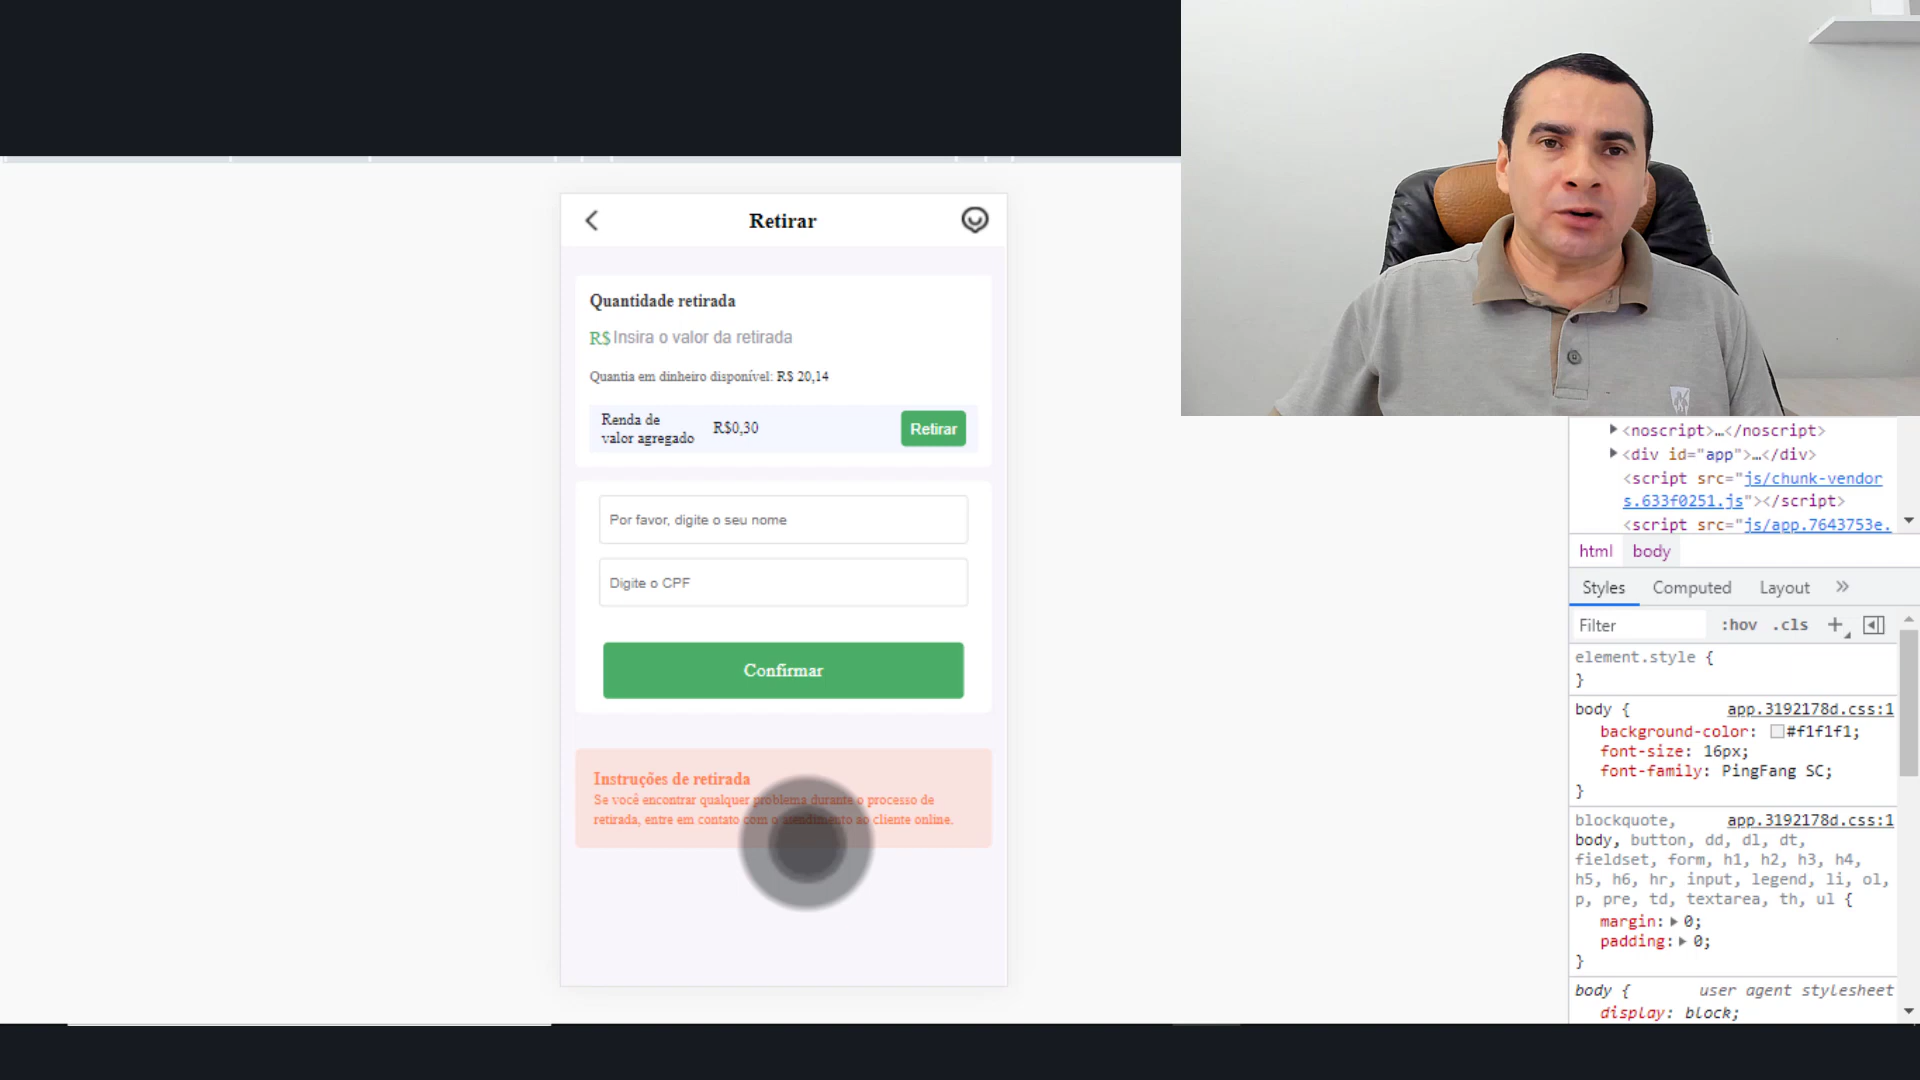 Retirar
Quantidade retirada
R$ Insira o valor da retirada
Quantia em dinheiro disponível: R$ 20,14
Renda de
valor agregado
R$0,30
Retirar
Por favor, digite o seu nome
Digite o CPF
Confirmar
Instruções de retirada
Se você encontrar qualquer problema durante o processo de
retirada, entre em contato com o atendimento ao cliente online.
<noscript>…</noscript>
<div id="app">…</div>
<script src="js/chunk-vendor
s.633f0251.js"></script>
<script src="js/app.7643753e.
html body
Styles Computed Layout »
Filter :hov .cls +
element.style {
}
body { app.3192178d.css:1
background-color: #f1f1f1;
font-size: 16px;
font-family: PingFang SC;
}
blockquote, app.3192178d.css:1
body, button, dd, dl, dt,
fieldset, form, h1, h2, h3, h4,
h5, h6, hr, input, legend, li, ol,
p, pre, td, textarea, th, ul {
margin: 0;
padding: 0;
}
body { user agent stylesheet
display: block;